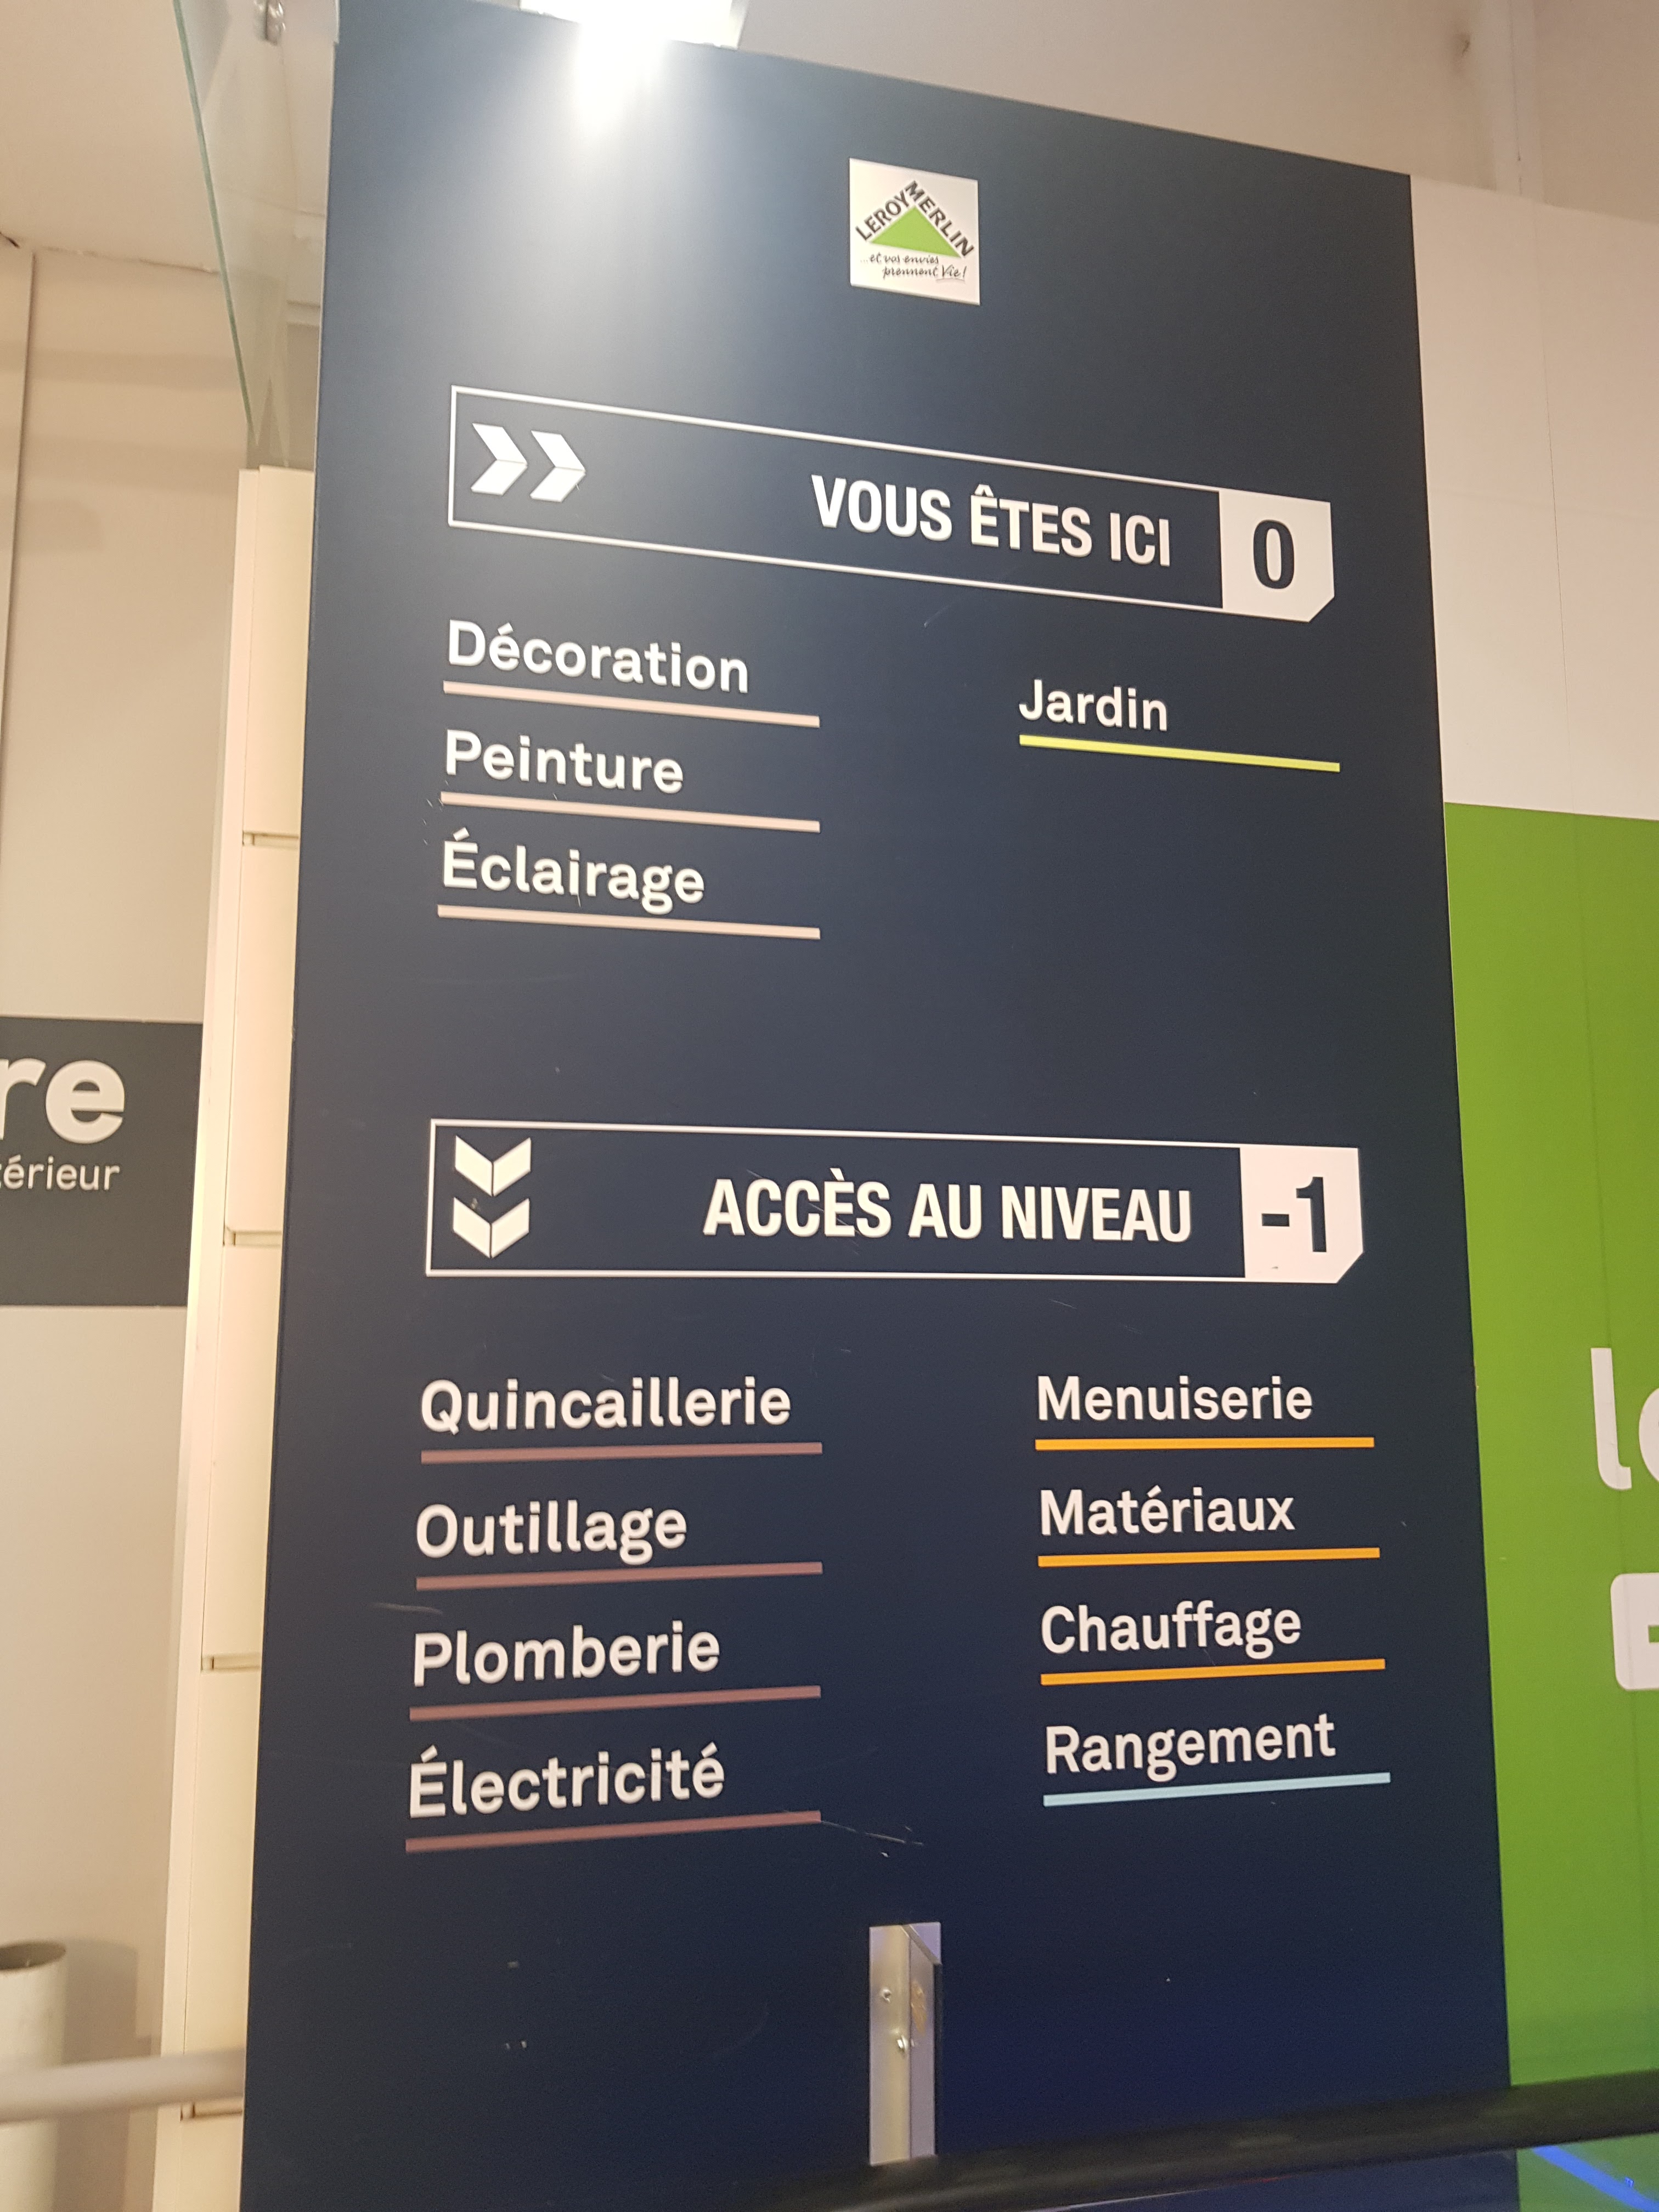 LEROY MERLIN
...et vos envies
prennent Vie !
VOUS ÊTES ICI 0
Décoration
Peinture
Éclairage
Jardin
ACCÈS AU NIVEAU -1
Quincaillerie
Outillage
Plomberie
Électricité
Menuiserie
Matériaux
Chauffage
Rangement
re
térieur